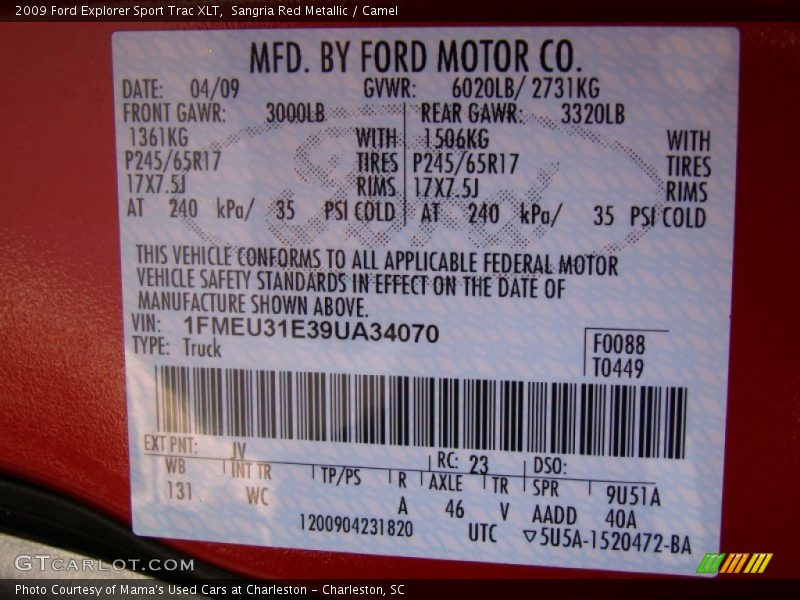 2009 Ford Explorer Sport Trac XLT, Sangria Red Metallic / Camel
MFD. BY FORD MOTOR CO.
DATE: 04/09 GVWR: 6020LB/ 2731KG
FRONT GAWR: 3000LB REAR GAWR: 3320LB
1361KG WITH 1506KG WITH
P245/65R17 TIRES P245/65R17 TIRES
17X7.5J RIMS 17X7.5J RIMS
AT 240 kPa/ 35 PSI COLD AT 240 kPa/ 35 PSI COLD
Ford
THIS VEHICLE CONFORMS TO ALL APPLICABLE FEDERAL MOTOR
VEHICLE SAFETY STANDARDS IN EFFECT ON THE DATE OF
MANUFACTURE SHOWN ABOVE.
VIN: 1FMEU31E39UA34070
TYPE: Truck
F0088
T0449
EXT PNT: JV RC: 23 DSO:
WB INT TR TP/PS R AXLE TR SPR 9U51A
131 WC A 46 V AADD 40A
1200904231820 UTC ▽5U5A-1520472-BA
GTCARLOT.COM
Photo Courtesy of Mama's Used Cars at Charleston - Charleston, SC